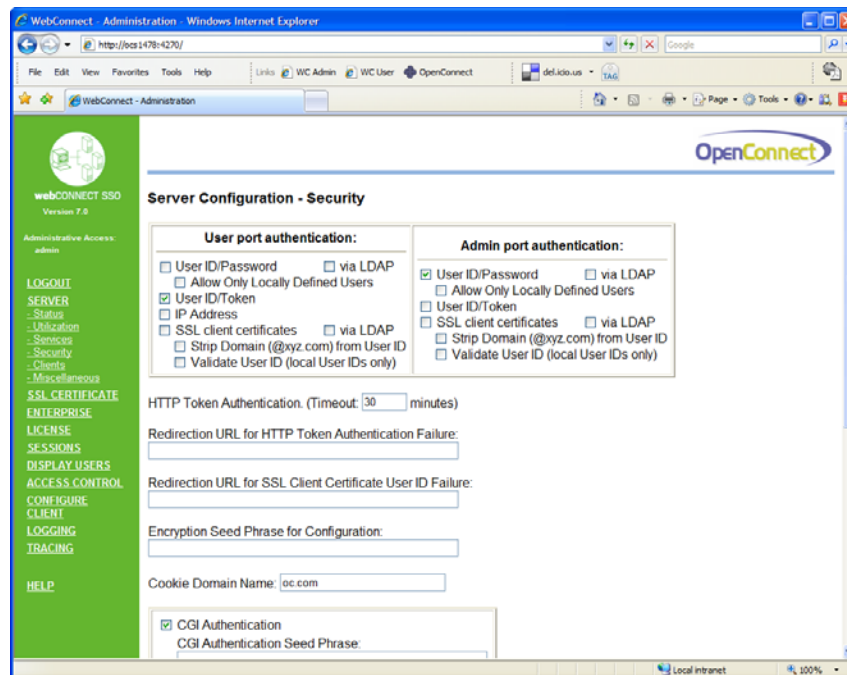 WebConnect - Administration - Windows Internet Explorer
http://ocs1478:4270/
Google
File Edit View Favorites Tools Help
Links WC Admin WC User OpenConnect
del.icio.us TAG
WebConnect - Administration
Page Tools
OpenConnect
webCONNECT SSO
Version 7.0
Administrative Access:
admin
LOGOUT
SERVER
- Status
- Utilization
- Services
- Security
- Clients
- Miscellaneous
SSL CERTIFICATE
ENTERPRISE
LICENSE
SESSIONS
DISPLAY USERS
ACCESS CONTROL
CONFIGURE
CLIENT
LOGGING
TRACING
HELP
Server Configuration - Security
User port authentication:
User ID/Password via LDAP
Allow Only Locally Defined Users
User ID/Token
IP Address
SSL client certificates via LDAP
Strip Domain (@xyz.com) from User ID
Validate User ID (local User IDs only)
Admin port authentication:
User ID/Password via LDAP
Allow Only Locally Defined Users
User ID/Token
SSL client certificates via LDAP
Strip Domain (@xyz.com) from User ID
Validate User ID (local User IDs only)
HTTP Token Authentication. (Timeout: 30 minutes)
Redirection URL for HTTP Token Authentication Failure:
Redirection URL for SSL Client Certificate User ID Failure:
Encryption Seed Phrase for Configuration:
Cookie Domain Name: oc.com
CGI Authentication
CGI Authentication Seed Phrase:
Local intranet
100%